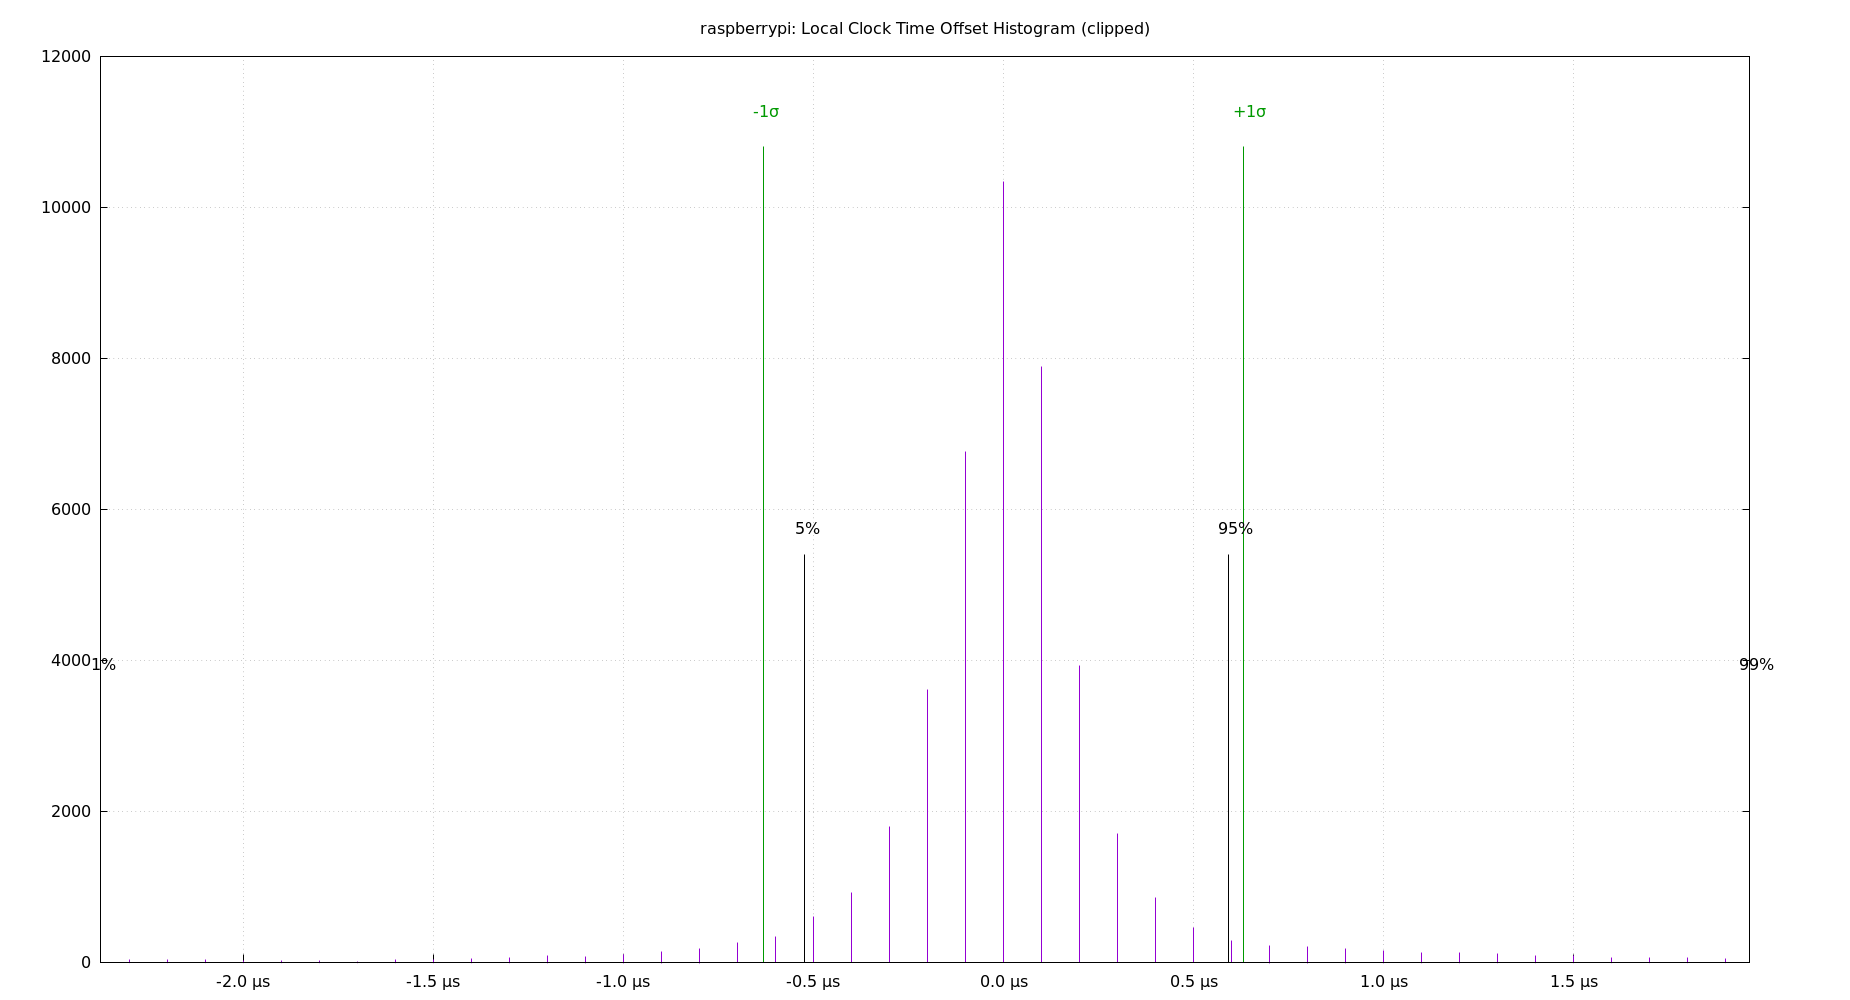 raspberrypi: Local Clock Time Offset Histogram (clipped)
12000
-1σ
+1σ
10000
8000
6000
5%
95%
4000
1%
99%
2000
0
-2.0 µs
-1.5 µs
-1.0 µs
-0.5 µs
0.0 µs
0.5 µs
1.0 µs
1.5 µs